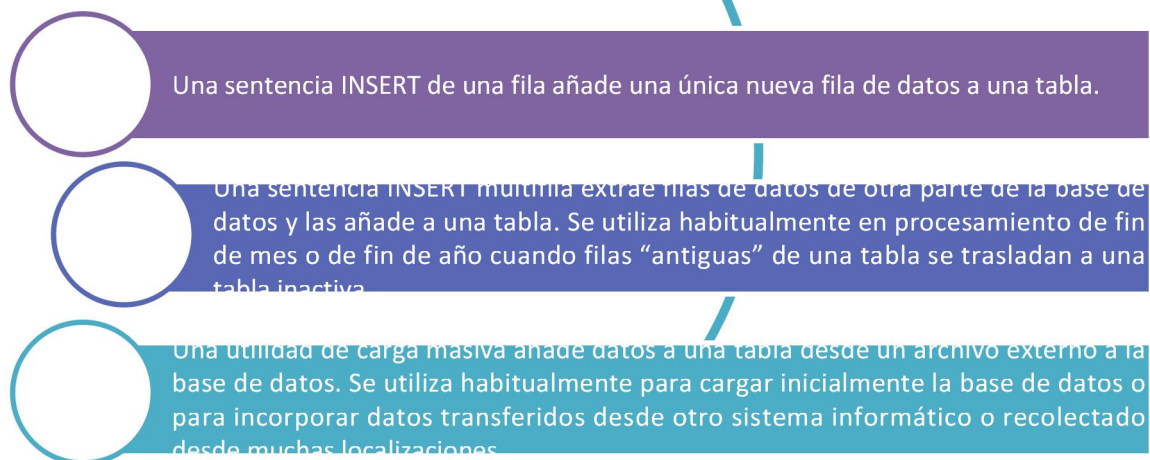 Una sentencia INSERT de una fila añade una única nueva fila de datos a una tabla.
Una sentencia INSERT multifila extrae filas de datos de otra parte de la base de
datos y las añade a una tabla. Se utiliza habitualmente en procesamiento de fin
de mes o de fin de año cuando filas “antiguas” de una tabla se trasladan a una
tabla inactiva
Una utilidad de carga masiva añade datos a una tabla desde un archivo externo a la
base de datos. Se utiliza habitualmente para cargar inicialmente la base de datos o
para incorporar datos transferidos desde otro sistema informático o recolectado
desde muchas localizaciones